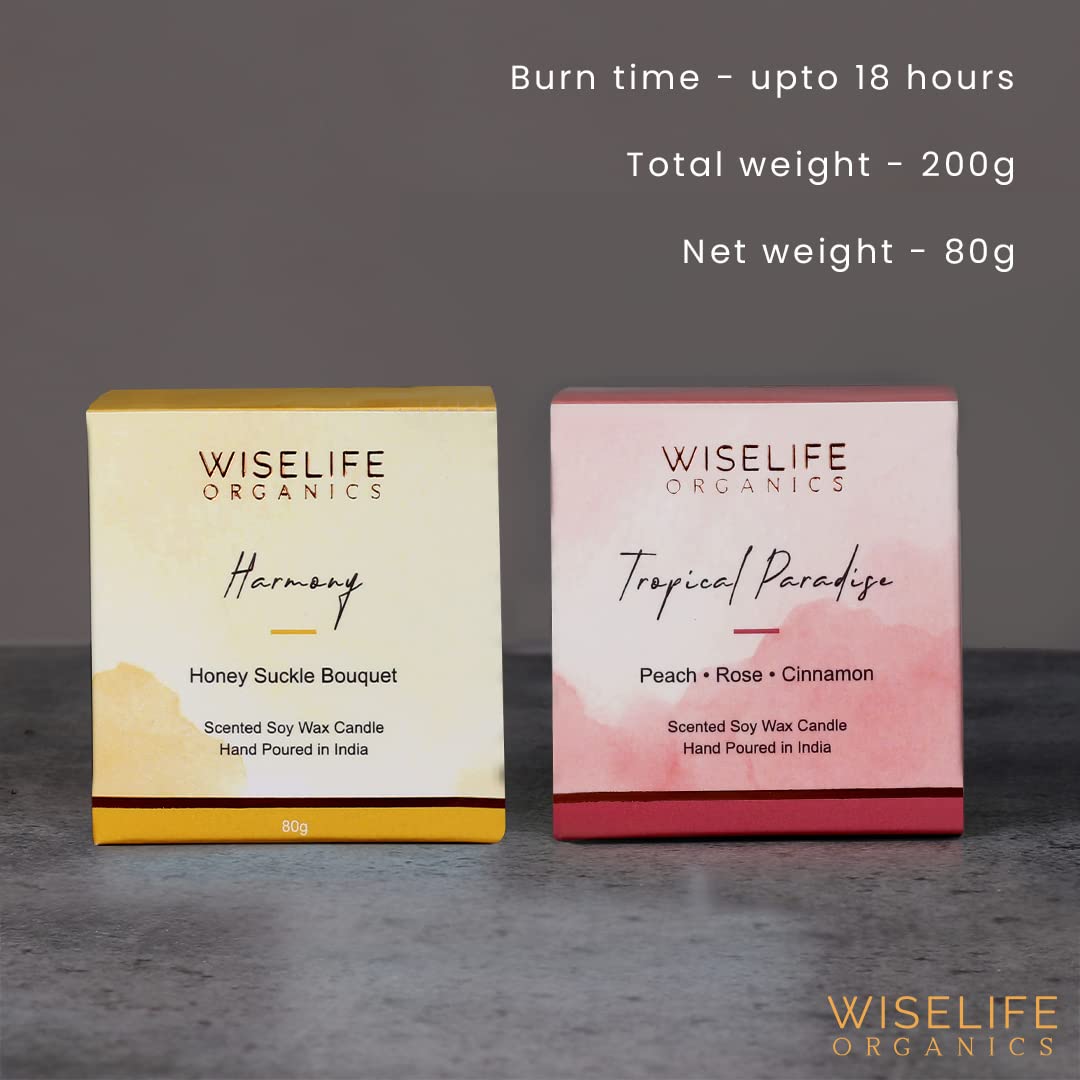 Burn time - upto 18 hours
Total weight - 200g
Net weight - 80g
WISELIFE
ORGANICS
Harmony
Honey Suckle Bouquet
Scented Soy Wax Candle
Hand Poured in India
80g
WISELIFE
ORGANICS
Tropical Paradise
Peach • Rose • Cinnamon
Scented Soy Wax Candle
Hand Poured in India
WISELIFE
ORGANICS